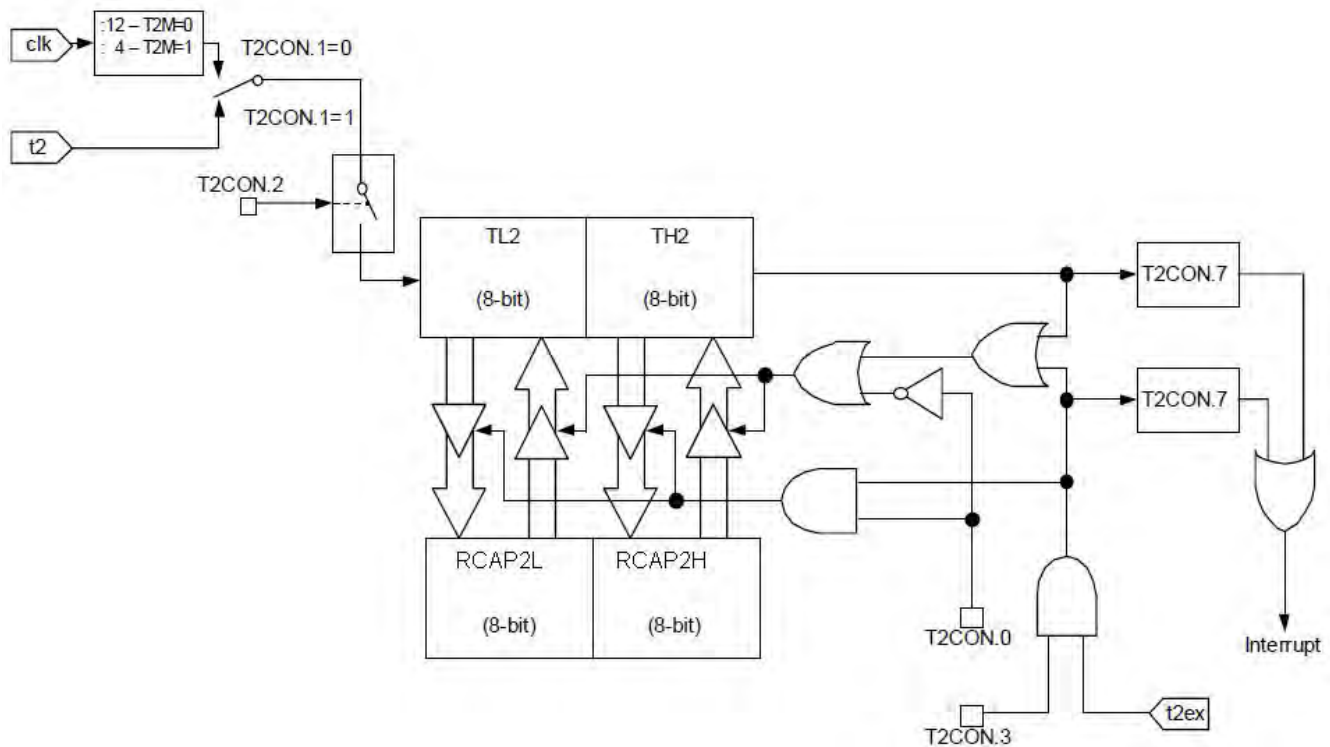 :12 – T2M=0
: 4 – T2M=1
clk
T2CON.1=0
T2CON.1=1
t2
T2CON.2
TL2
TH2
(8-bit)
(8-bit)
T2CON.7
T2CON.7
RCAP2L
RCAP2H
(8-bit)
(8-bit)
T2CON.0
Interrupt
t2ex
T2CON.3